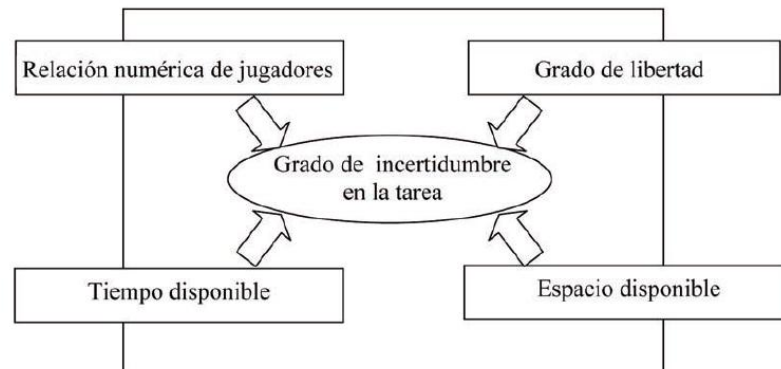 Relación numérica de jugadores
Grado de libertad
Grado de incertidumbre
en la tarea
Tiempo disponible
Espacio disponible